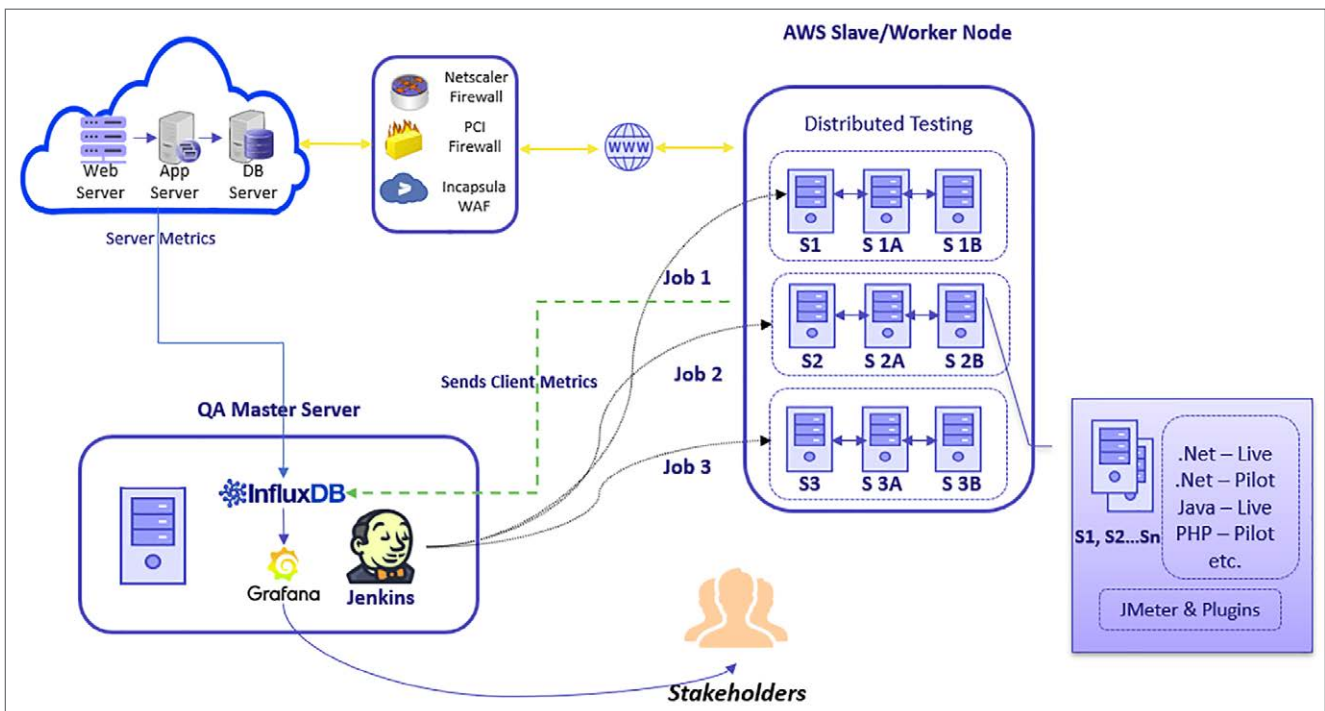 AWS Slave/Worker Node
Netscaler
Firewall
PCI
Firewall
Incapsula
WAF
WWW
Web
Server
App
Server
DB
Server
Server Metrics
Distributed Testing
S1
S 1A
S 1B
Job 1
S2
S 2A
S 2B
Job 2
Sends Client Metrics
S3
S 3A
S 3B
Job 3
QA Master Server
InfluxDB
Grafana
Jenkins
Stakeholders
S1, S2...Sn
.Net – Live
.Net – Pilot
Java – Live
PHP – Pilot
etc.
JMeter & Plugins